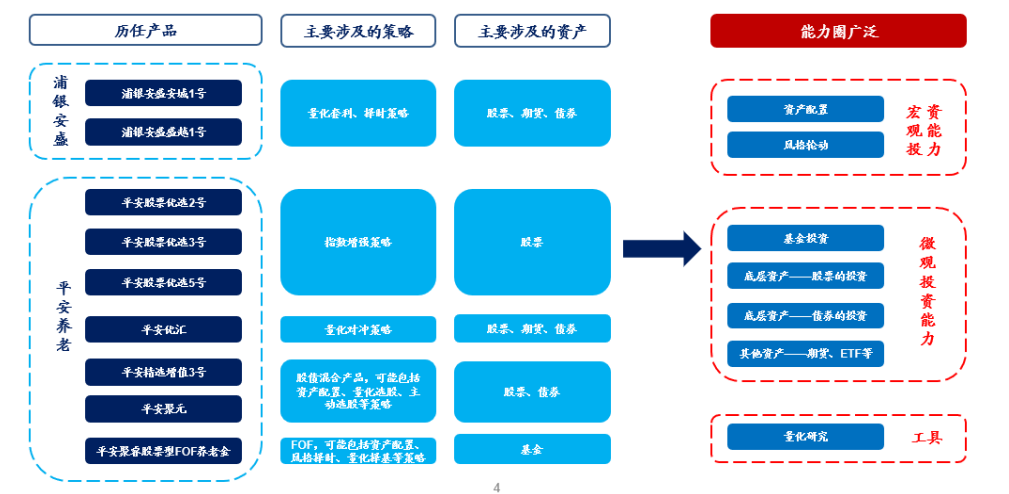 历任产品
主要涉及的策略
主要涉及的资产
能力圈广泛
浦银安盛
浦银安盛安城1号
浦银安盛盛越1号
量化套利、择时策略
股票、期货、债券
平安养老
平安股票优选2号
平安股票优选3号
平安股票优选5号
指数增强策略
股票
平安优汇
量化对冲策略
股票、期货、债券
平安精选增值3号
平安聚元
股债混合产品，可能包括
资产配置、量化选股、主
动选股等策略
股票、债券
平安聚睿股票型FOF养老金
FOF，可能包括资产配置、
风格择时、量化择基等策略
基金
资产配置
风格轮动
宏观投
资能力
基金投资
底层资产——股票的投资
底层资产——债券的投资
其他资产——期货、ETF等
微观投资能力
量化研究
工具
4